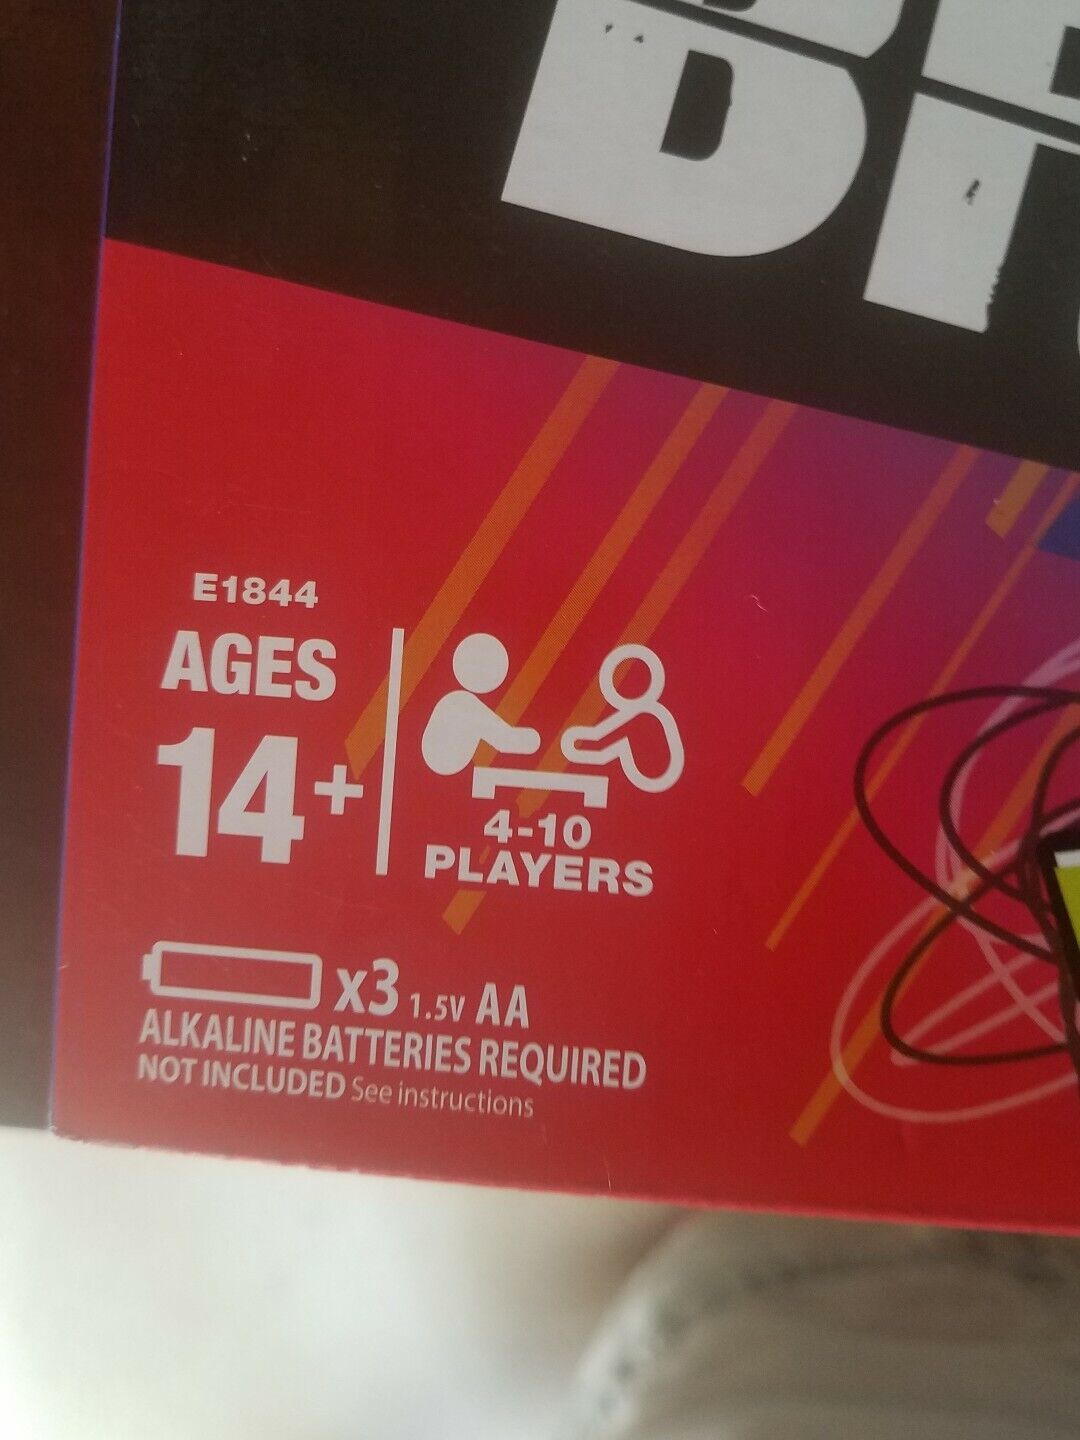 E1844
AGES
14+
4-10
PLAYERS
x3 1.5V AA
ALKALINE BATTERIES REQUIRED
NOT INCLUDED See instructions